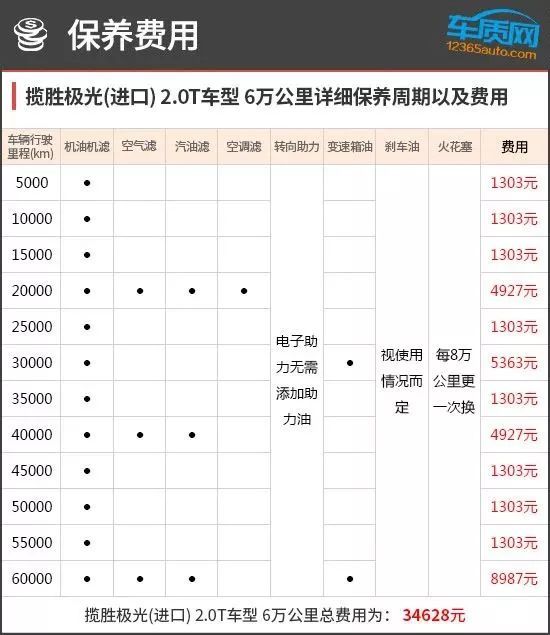 保养费用
车质网
12365auto.com
揽胜极光(进口) 2.0T车型 6万公里详细保养周期以及费用
车辆行驶里程(km) 机油机滤 空气滤 汽油滤 空调滤 转向助力 变速箱油 刹车油 火花塞 费用
5000 • 1303元
10000 • 1303元
15000 • 1303元
20000 • • • • 4927元
25000 • 1303元
30000 • • 5363元
35000 • 1303元
40000 • • • 4927元
45000 • 1303元
50000 • 1303元
55000 • 1303元
60000 • • • • 8987元
电子助
力无需
添加助
力油
视使用
情况而
定
每8万
公里更
一次换
揽胜极光(进口) 2.0T车型 6万公里总费用为： 34628元